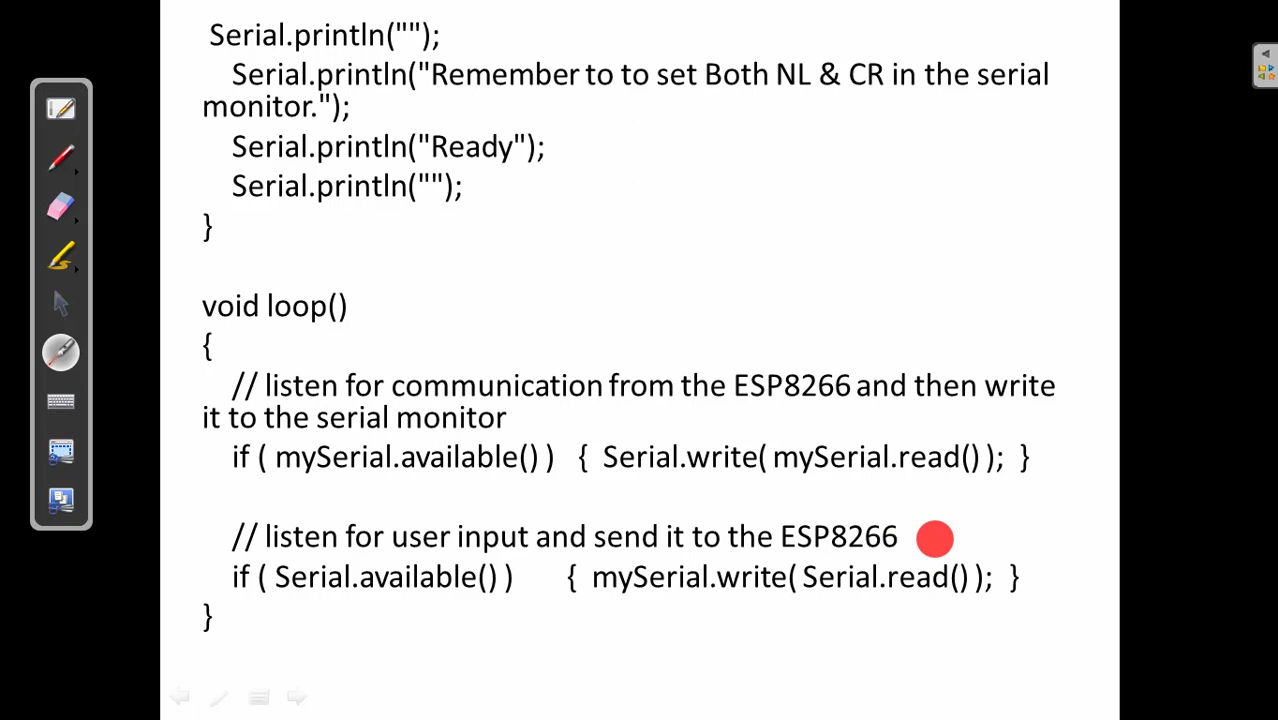 Serial.println("");
Serial.println("Remember to to set Both NL & CR in the serial
monitor.");
Serial.println("Ready");
Serial.println("");
}
void loop()
{
// listen for communication from the ESP8266 and then write
it to the serial monitor
if ( mySerial.available() ) { Serial.write( mySerial.read() ); }
// listen for user input and send it to the ESP8266
if ( Serial.available() ) { mySerial.write( Serial.read() ); }
}